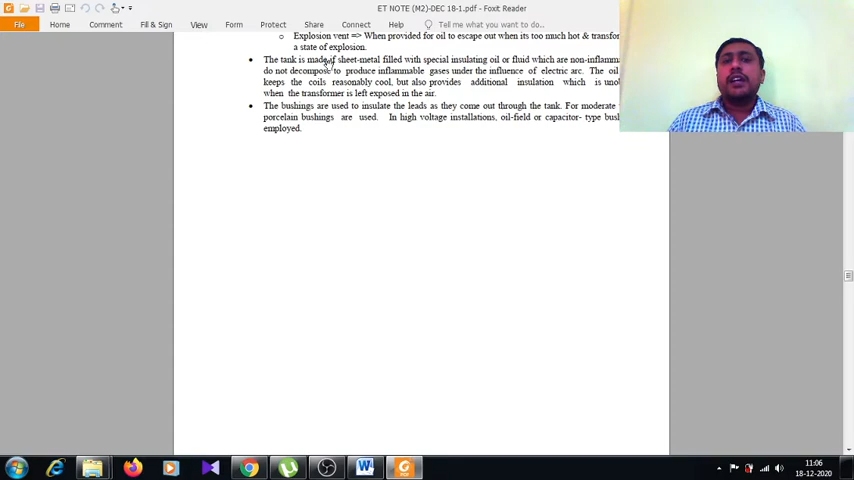 ET NOTE (M2)-DEC 18-1.pdf - Foxit Reader
File Home Comment Fill & Sign View Form Protect Share Connect Help Tell me what you want to do...
o Explosion vent => When provided for oil to escape out when its too much hot & transfor
a state of explosion.
• The tank is made if sheet-metal filled with special insulating oil or fluid which are non-inflamma
do not decompose to produce inflammable gases under the influence of electric arc. The oil
keeps the coils reasonably cool, but also provides additional insulation which is unob
when the transformer is left exposed in the air.
• The bushings are used to insulate the leads as they come out through the tank. For moderate
porcelain bushings are used. In high voltage installations, oil-field or capacitor- type bush
employed.
11:06
18-12-2020